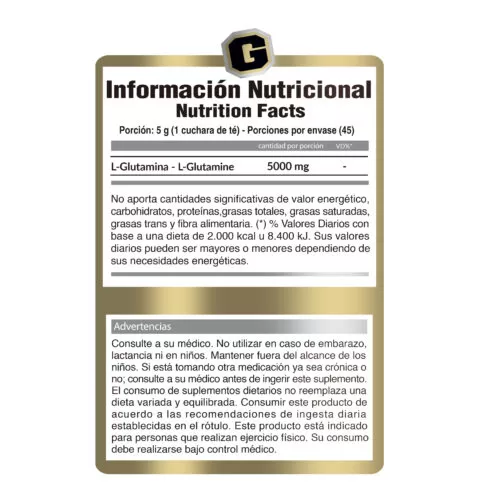 G
Información Nutricional
Nutrition Facts
Porción: 5 g (1 cuchara de té) - Porciones por envase (45)
cantidad por porción VD%*
L-Glutamina - L-Glutamine 5000 mg -
No aporta cantidades significativas de valor energético,
carbohidratos, proteínas,grasas totales, grasas saturadas,
grasas trans y fibra alimentaria. (*) % Valores Diarios con
base a una dieta de 2.000 kcal u 8.400 kJ. Sus valores
diarios pueden ser mayores o menores dependiendo de
sus necesidades energéticas.
Advertencias
Consulte a su médico. No utilizar en caso de embarazo,
lactancia ni en niños. Mantener fuera del alcance de los
niños. Si está tomando otra medicación ya sea crónica o
no; consulte a su médico antes de ingerir este suplemento.
El consumo de suplementos dietarios no reemplaza una
dieta variada y equilibrada. Consumir este producto de
acuerdo a las recomendaciones de ingesta diaria
establecidas en el rótulo. Este producto está indicado
para personas que realizan ejercicio físico. Su consumo
debe realizarse bajo control médico.